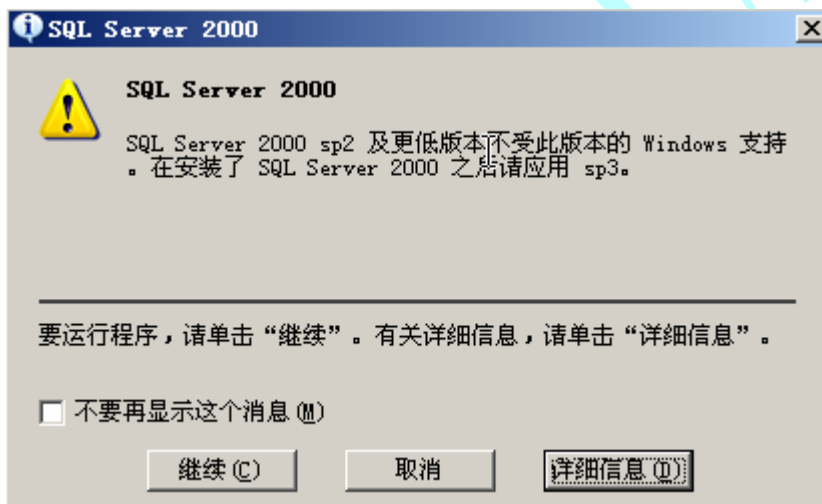 SQL Server 2000
SQL Server 2000
SQL Server 2000 sp2 及更低版本不受此版本的 Windows 支持
。在安装了 SQL Server 2000 之后请应用 sp3。
要运行程序，请单击“继续”。有关详细信息，请单击“详细信息”。
不要再显示这个消息(M)
继续(C) 取消 详细信息(D)